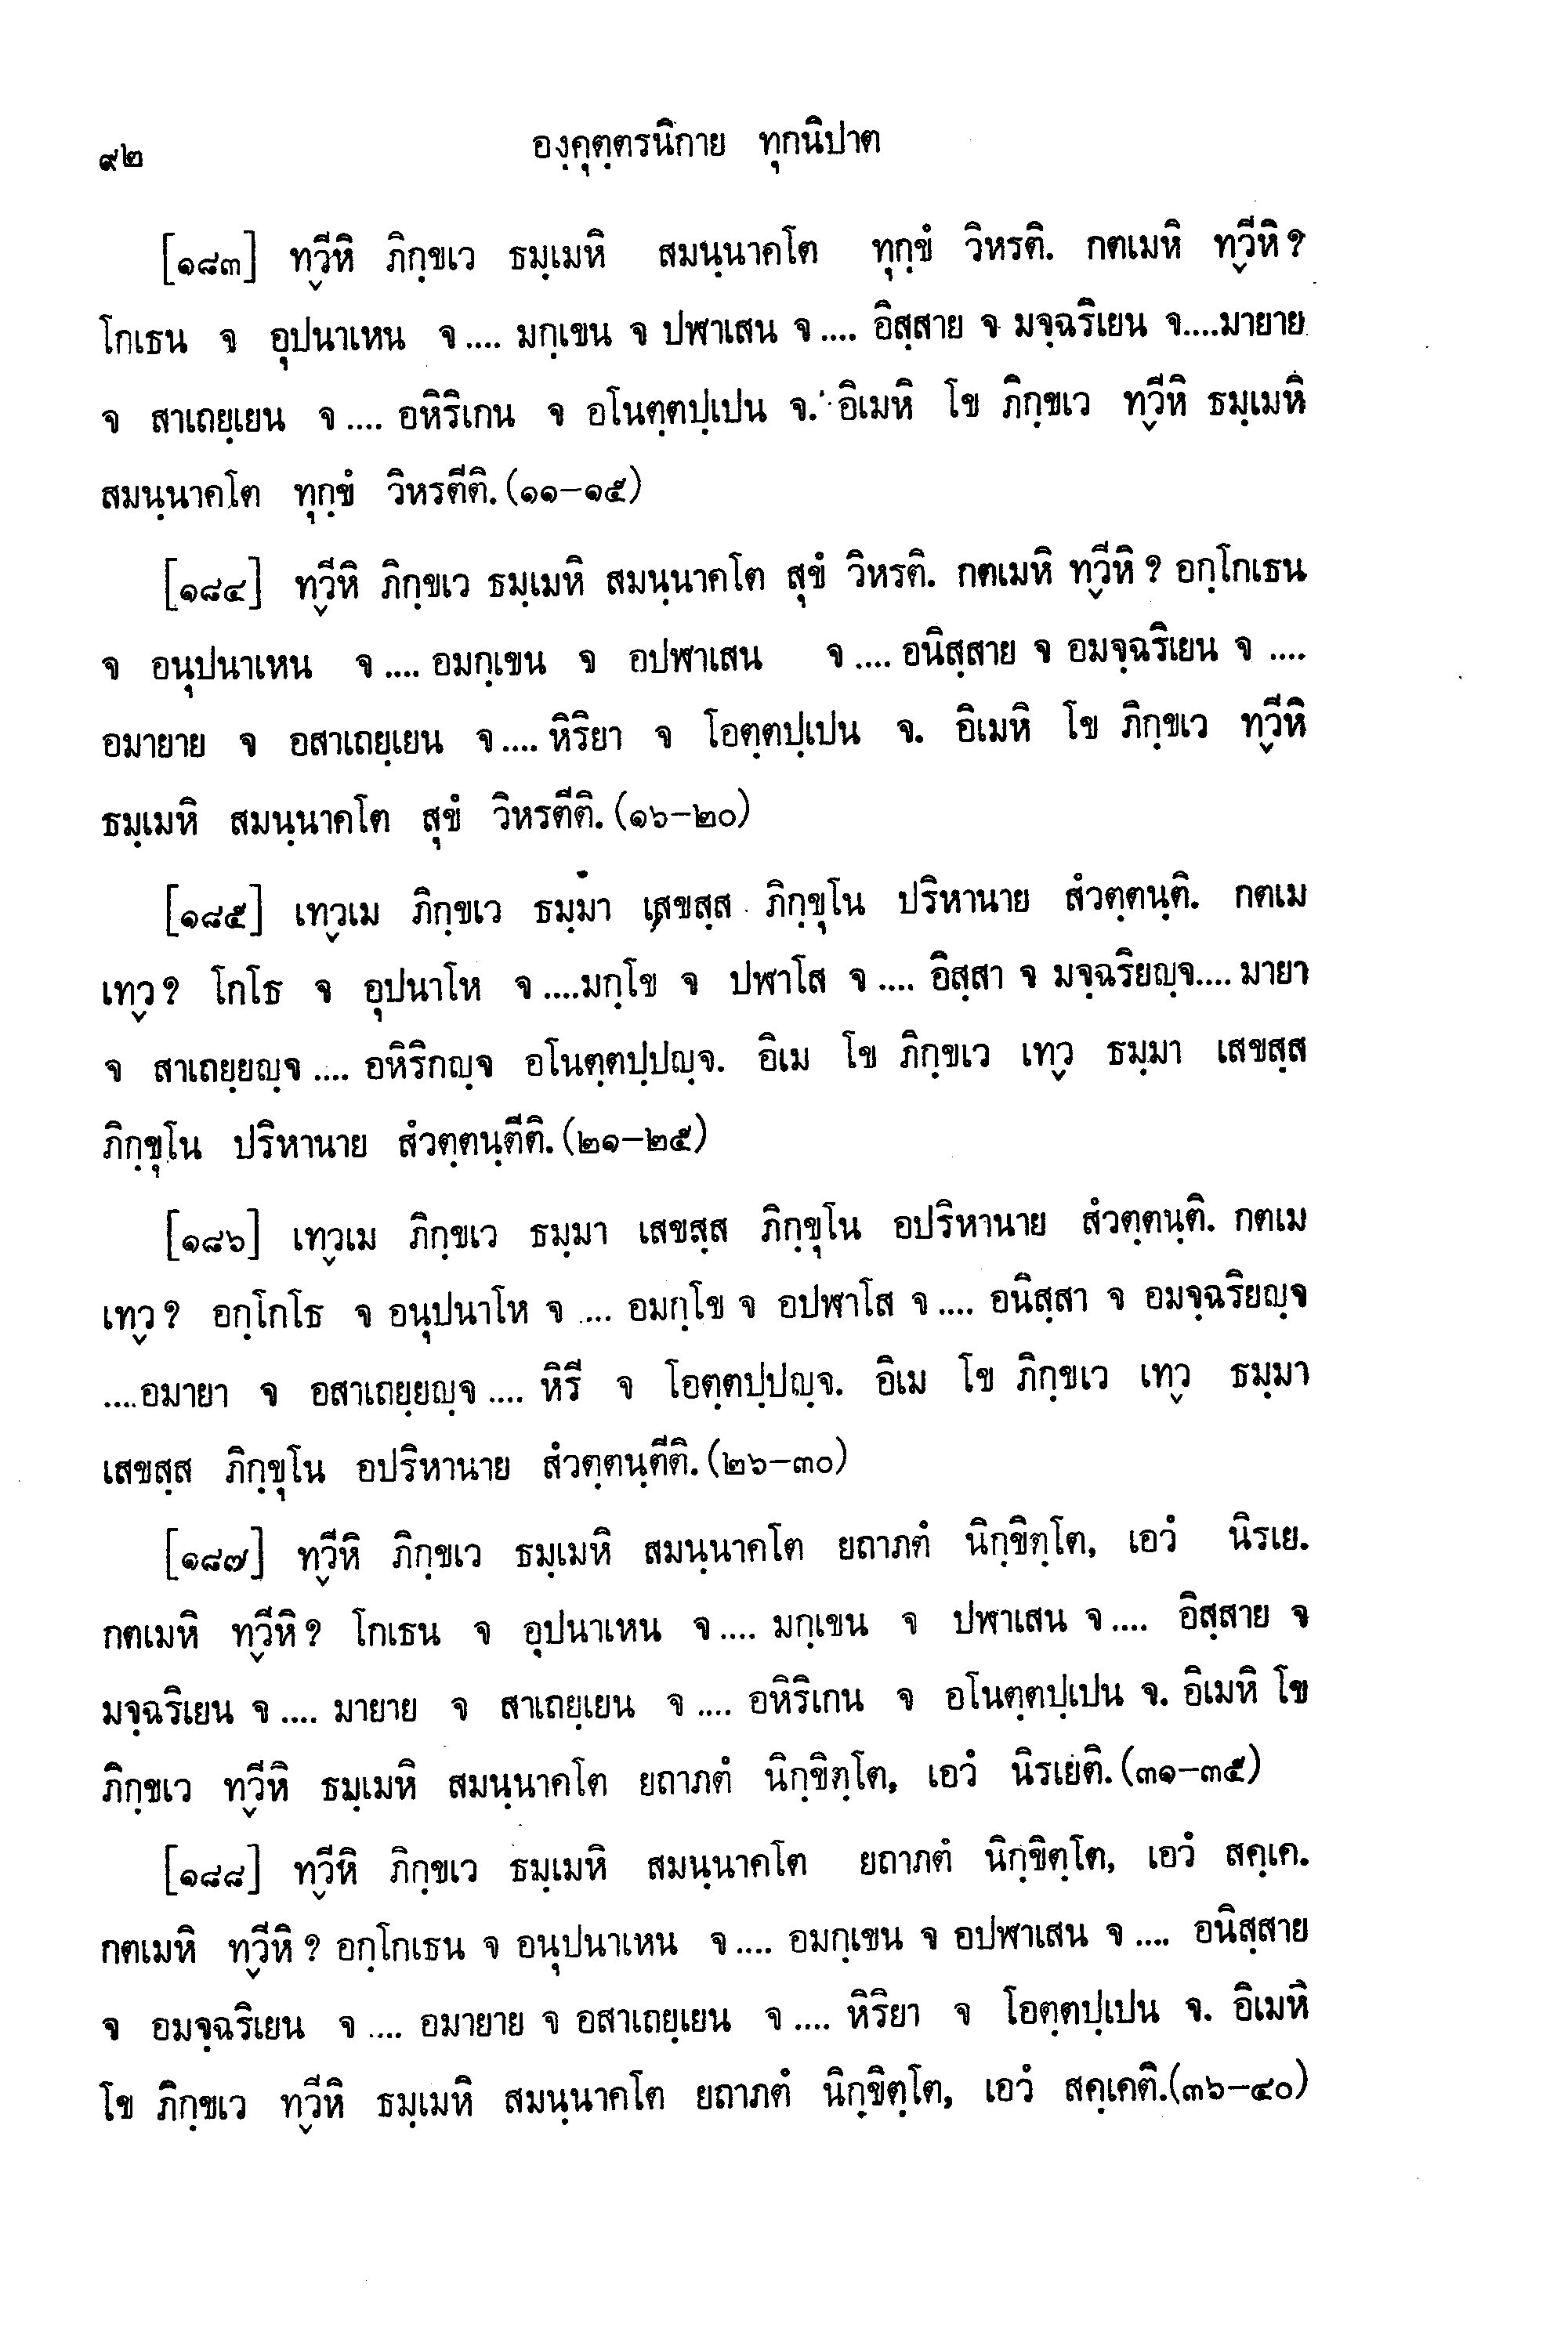 ๙๒ องฺคุตฺตรนิกาย ทุกนิปาต
[๑๘๓] ทฺวีหิ ภิกฺขเว ธมฺเมหิ สมนฺนาคโต ทุกฺขํ วิหรติ. กตเมหิ ทฺวีหิ ?
โกเธน จ อุปนาเหน จ .... มกฺเขน จ ปฬาเสน จ .... อิสฺสาย จ มจฺฉริเยน จ....มายาย
จ สาเถยฺเยน จ .... อหิริเกน จ อโนตฺตปฺเปน จ. อิเมหิ โข ภิกฺขเว ทฺวีหิ ธมฺเมหิ
สมนฺนาคโต ทุกฺขํ วิหรตีติ. (๑๑-๑๕)
[๑๘๔] ทฺวีหิ ภิกฺขเว ธมฺเมหิ สมนฺนาคโต สุขํ วิหรติ. กตเมหิ ทฺวีหิ ? อกฺโกเธน
จ อนุปนาเหน จ .... อมกฺเขน จ อปฬาเสน จ .... อนิสฺสาย จ อมจฺฉริเยน จ ....
อมายาย จ อสาเถยฺเยน จ .... หิริยา จ โอตฺตปฺเปน จ. อิเมหิ โข ภิกฺขเว ทฺวีหิ
ธมฺเมหิ สมนฺนาคโต สุขํ วิหรตีติ. (๑๖-๒๐)
[๑๘๕] เทฺวเม ภิกฺขเว ธมฺมา เสขสฺส ภิกฺขุโน ปริหานาย สํวตฺตนฺติ. กตเม
เทฺว ? โกโธ จ อุปนาโห จ ....มกฺโข จ ปฬาโส จ .... อิสฺสา จ มจฺฉริยญฺจ.... มายา
จ สาเถยฺยญฺจ .... อหิริกญฺจ อโนตฺตปฺปญฺจ. อิเม โข ภิกฺขเว เทฺว ธมฺมา เสขสฺส
ภิกฺขุโน ปริหานาย สํวตฺตนฺตีติ. (๒๑-๒๕)
[๑๘๖] เทฺวเม ภิกฺขเว ธมฺมา เสขสฺส ภิกฺขุโน อปริหานาย สํวตฺตนฺติ. กตเม
เทฺว ? อกฺโกโธ จ อนุปนาโห จ .... อมกฺโข จ อปฬาโส จ .... อนิสฺสา จ อมจฺฉริยญฺจ
....อมายา จ อสาเถยฺยญฺจ .... หิรี จ โอตฺตปฺปญฺจ. อิเม โข ภิกฺขเว เทฺว ธมฺมา
เสขสฺส ภิกฺขุโน อปริหานาย สํวตฺตนฺตีติ. (๒๖-๓๐)
[๑๘๗] ทฺวีหิ ภิกฺขเว ธมฺเมหิ สมนฺนาคโต ยถาภตํ นิกฺขิตฺโต, เอวํ นิรเย.
กตเมหิ ทฺวีหิ ? โกเธน จ อุปนาเหน จ .... มกฺเขน จ ปฬาเสน จ .... อิสฺสาย จ
มจฺฉริเยน จ .... มายาย จ สาเถยฺเยน จ .... อหิริเกน จ อโนตฺตปฺเปน จ. อิเมหิ โข
ภิกฺขเว ทฺวีหิ ธมฺเมหิ สมนฺนาคโต ยถาภตํ นิกฺขิตฺโต, เอวํ นิรเยติ. (๓๑-๓๕)
[๑๘๘] ทฺวีหิ ภิกฺขเว ธมฺเมหิ สมนฺนาคโต ยถาภตํ นิกฺขิตฺโต, เอวํ สคฺเค.
กตเมหิ ทฺวีหิ ? อกฺโกเธน จ อนุปนาเหน จ .... อมกฺเขน จ อปฬาเสน จ .... อนิสฺสาย
จ อมจฺฉริเยน จ .... อมายาย จ อสาเถยฺเยน จ .... หิริยา จ โอตฺตปฺเปน จ. อิเมหิ
โข ภิกฺขเว ทฺวีหิ ธมฺเมหิ สมนฺนาคโต ยถาภตํ นิกฺขิตฺโต, เอวํ สคฺเคติ. (๓๖-๔๐)